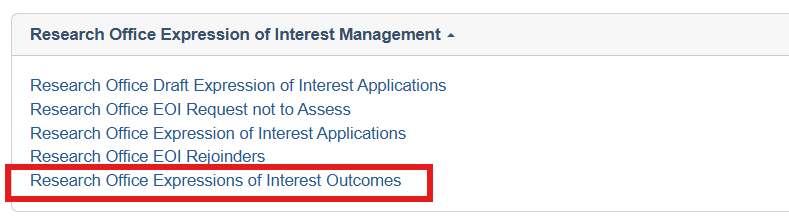 Research Office Expression of Interest Management
Research Office Draft Expression of Interest Applications
Research Office EOI Request not to Assess
Research Office Expression of Interest Applications
Research Office EOI Rejoinders
Research Office Expressions of Interest Outcomes